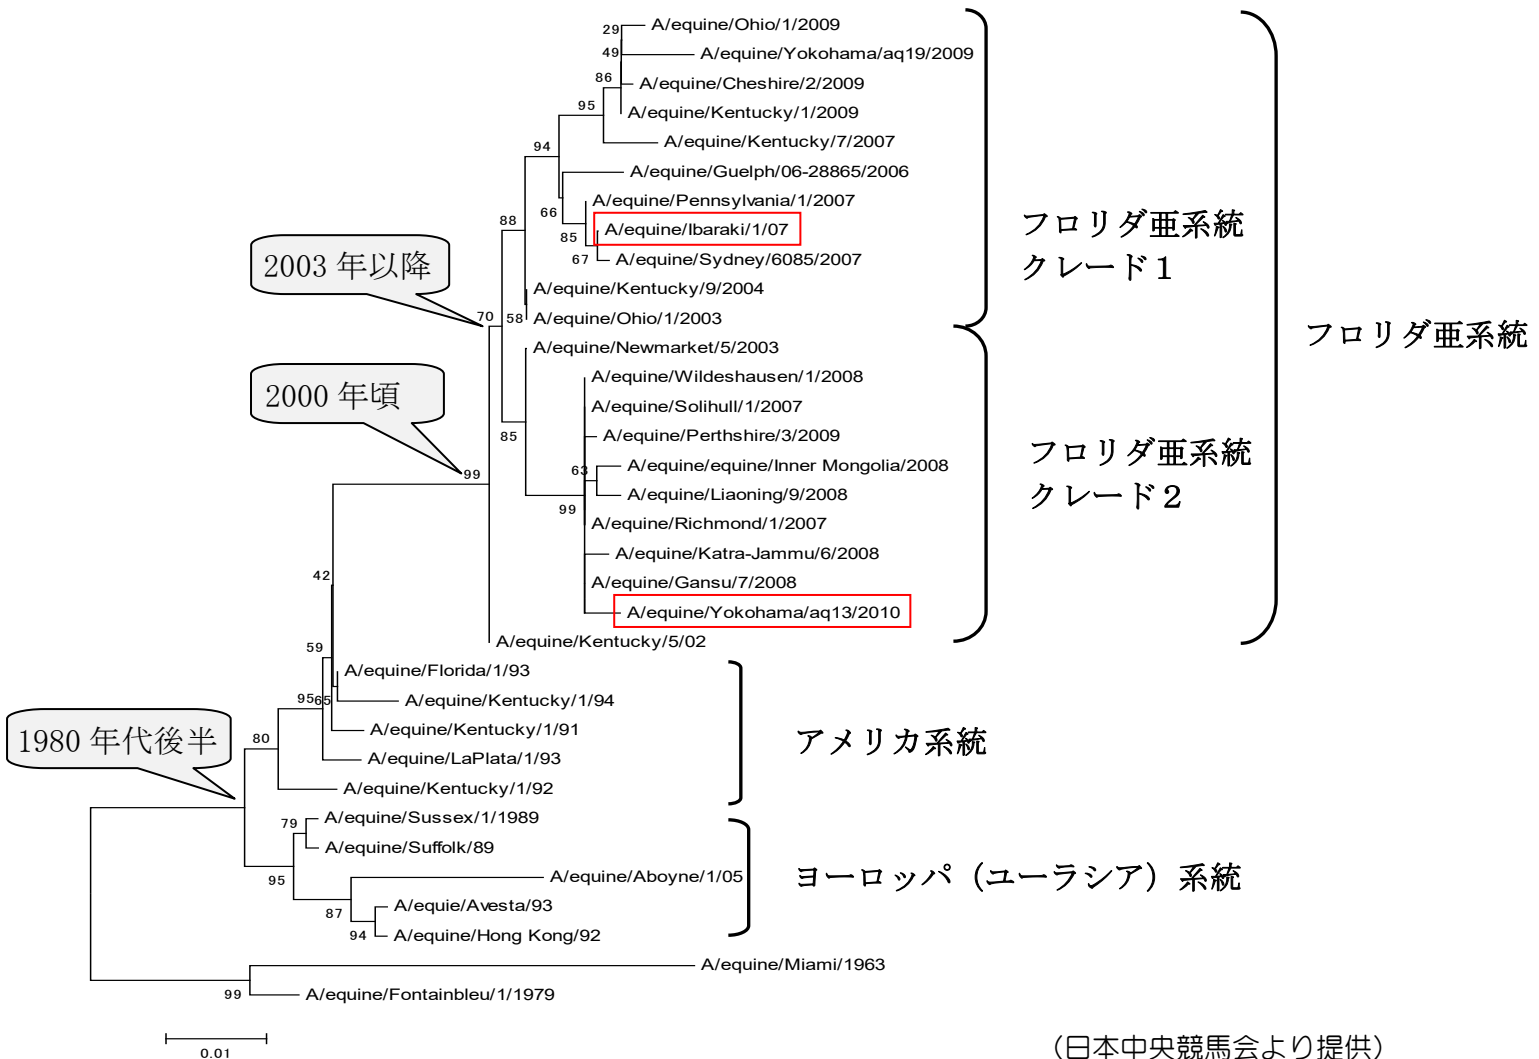 29
A/equine/Ohio/1/2009
49
A/equine/Yokohama/aq19/2009
86
A/equine/Cheshire/2/2009
95
A/equine/Kentucky/1/2009
A/equine/Kentucky/7/2007
94
A/equine/Guelph/06-28865/2006
A/equine/Pennsylvania/1/2007
66
88
A/equine/Ibaraki/1/07
85
67
A/equine/Sydney/6085/2007
A/equine/Kentucky/9/2004
70
58
A/equine/Ohio/1/2003
A/equine/Newmarket/5/2003
A/equine/Wildeshausen/1/2008
A/equine/Solihull/1/2007
85
A/equine/Perthshire/3/2009
63
A/equine/equine/Inner Mongolia/2008
99
A/equine/Liaoning/9/2008
99
A/equine/Richmond/1/2007
A/equine/Katra-Jammu/6/2008
42
A/equine/Gansu/7/2008
A/equine/Yokohama/aq13/2010
A/equine/Kentucky/5/02
59
A/equine/Florida/1/93
95
65
A/equine/Kentucky/1/94
A/equine/Kentucky/1/91
80
A/equine/LaPlata/1/93
A/equine/Kentucky/1/92
A/equine/Sussex/1/1989
79
A/equine/Suffolk/89
95
A/equine/Aboyne/1/05
87
A/equie/Avesta/93
94
A/equine/Hong Kong/92
A/equine/Miami/1963
99
A/equine/Fontainbleu/1/1979
0.01
2003 年以降
2000 年頃
1980 年代後半
フロリダ亜系統
クレード１
フロリダ亜系統
クレード２
フロリダ亜系統
アメリカ系統
ヨーロッパ（ユーラシア）系統
（日本中央競馬会より提供）